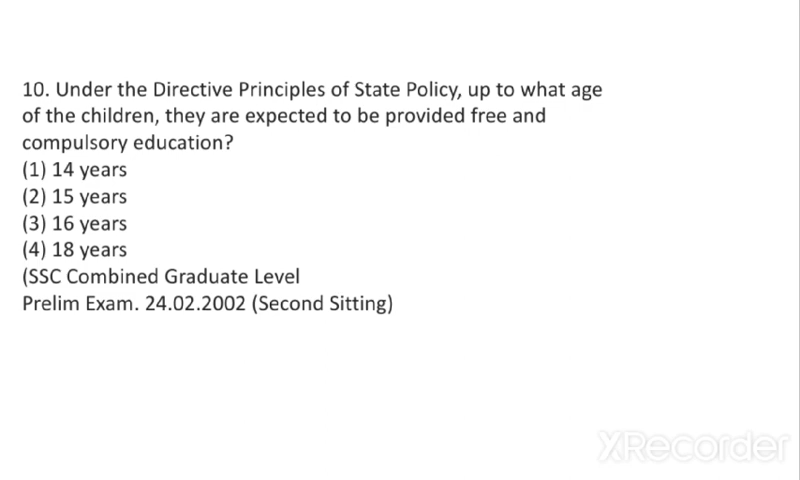 10. Under the Directive Principles of State Policy, up to what age
of the children, they are expected to be provided free and
compulsory education?
(1) 14 years
(2) 15 years
(3) 16 years
(4) 18 years
(SSC Combined Graduate Level
Prelim Exam. 24.02.2002 (Second Sitting)
XRecorder